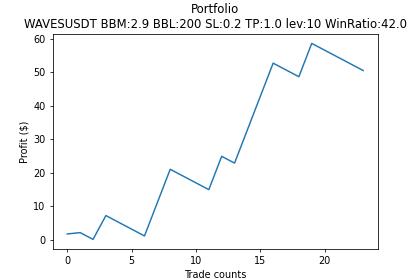 Portfolio
WAVESUSDT BBM:2.9 BBL:200 SL:0.2 TP:1.0 lev:10 WinRatio:42.0
60
50
40
30
20
10
0
Profit ($)
0 5 10 15 20
Trade counts